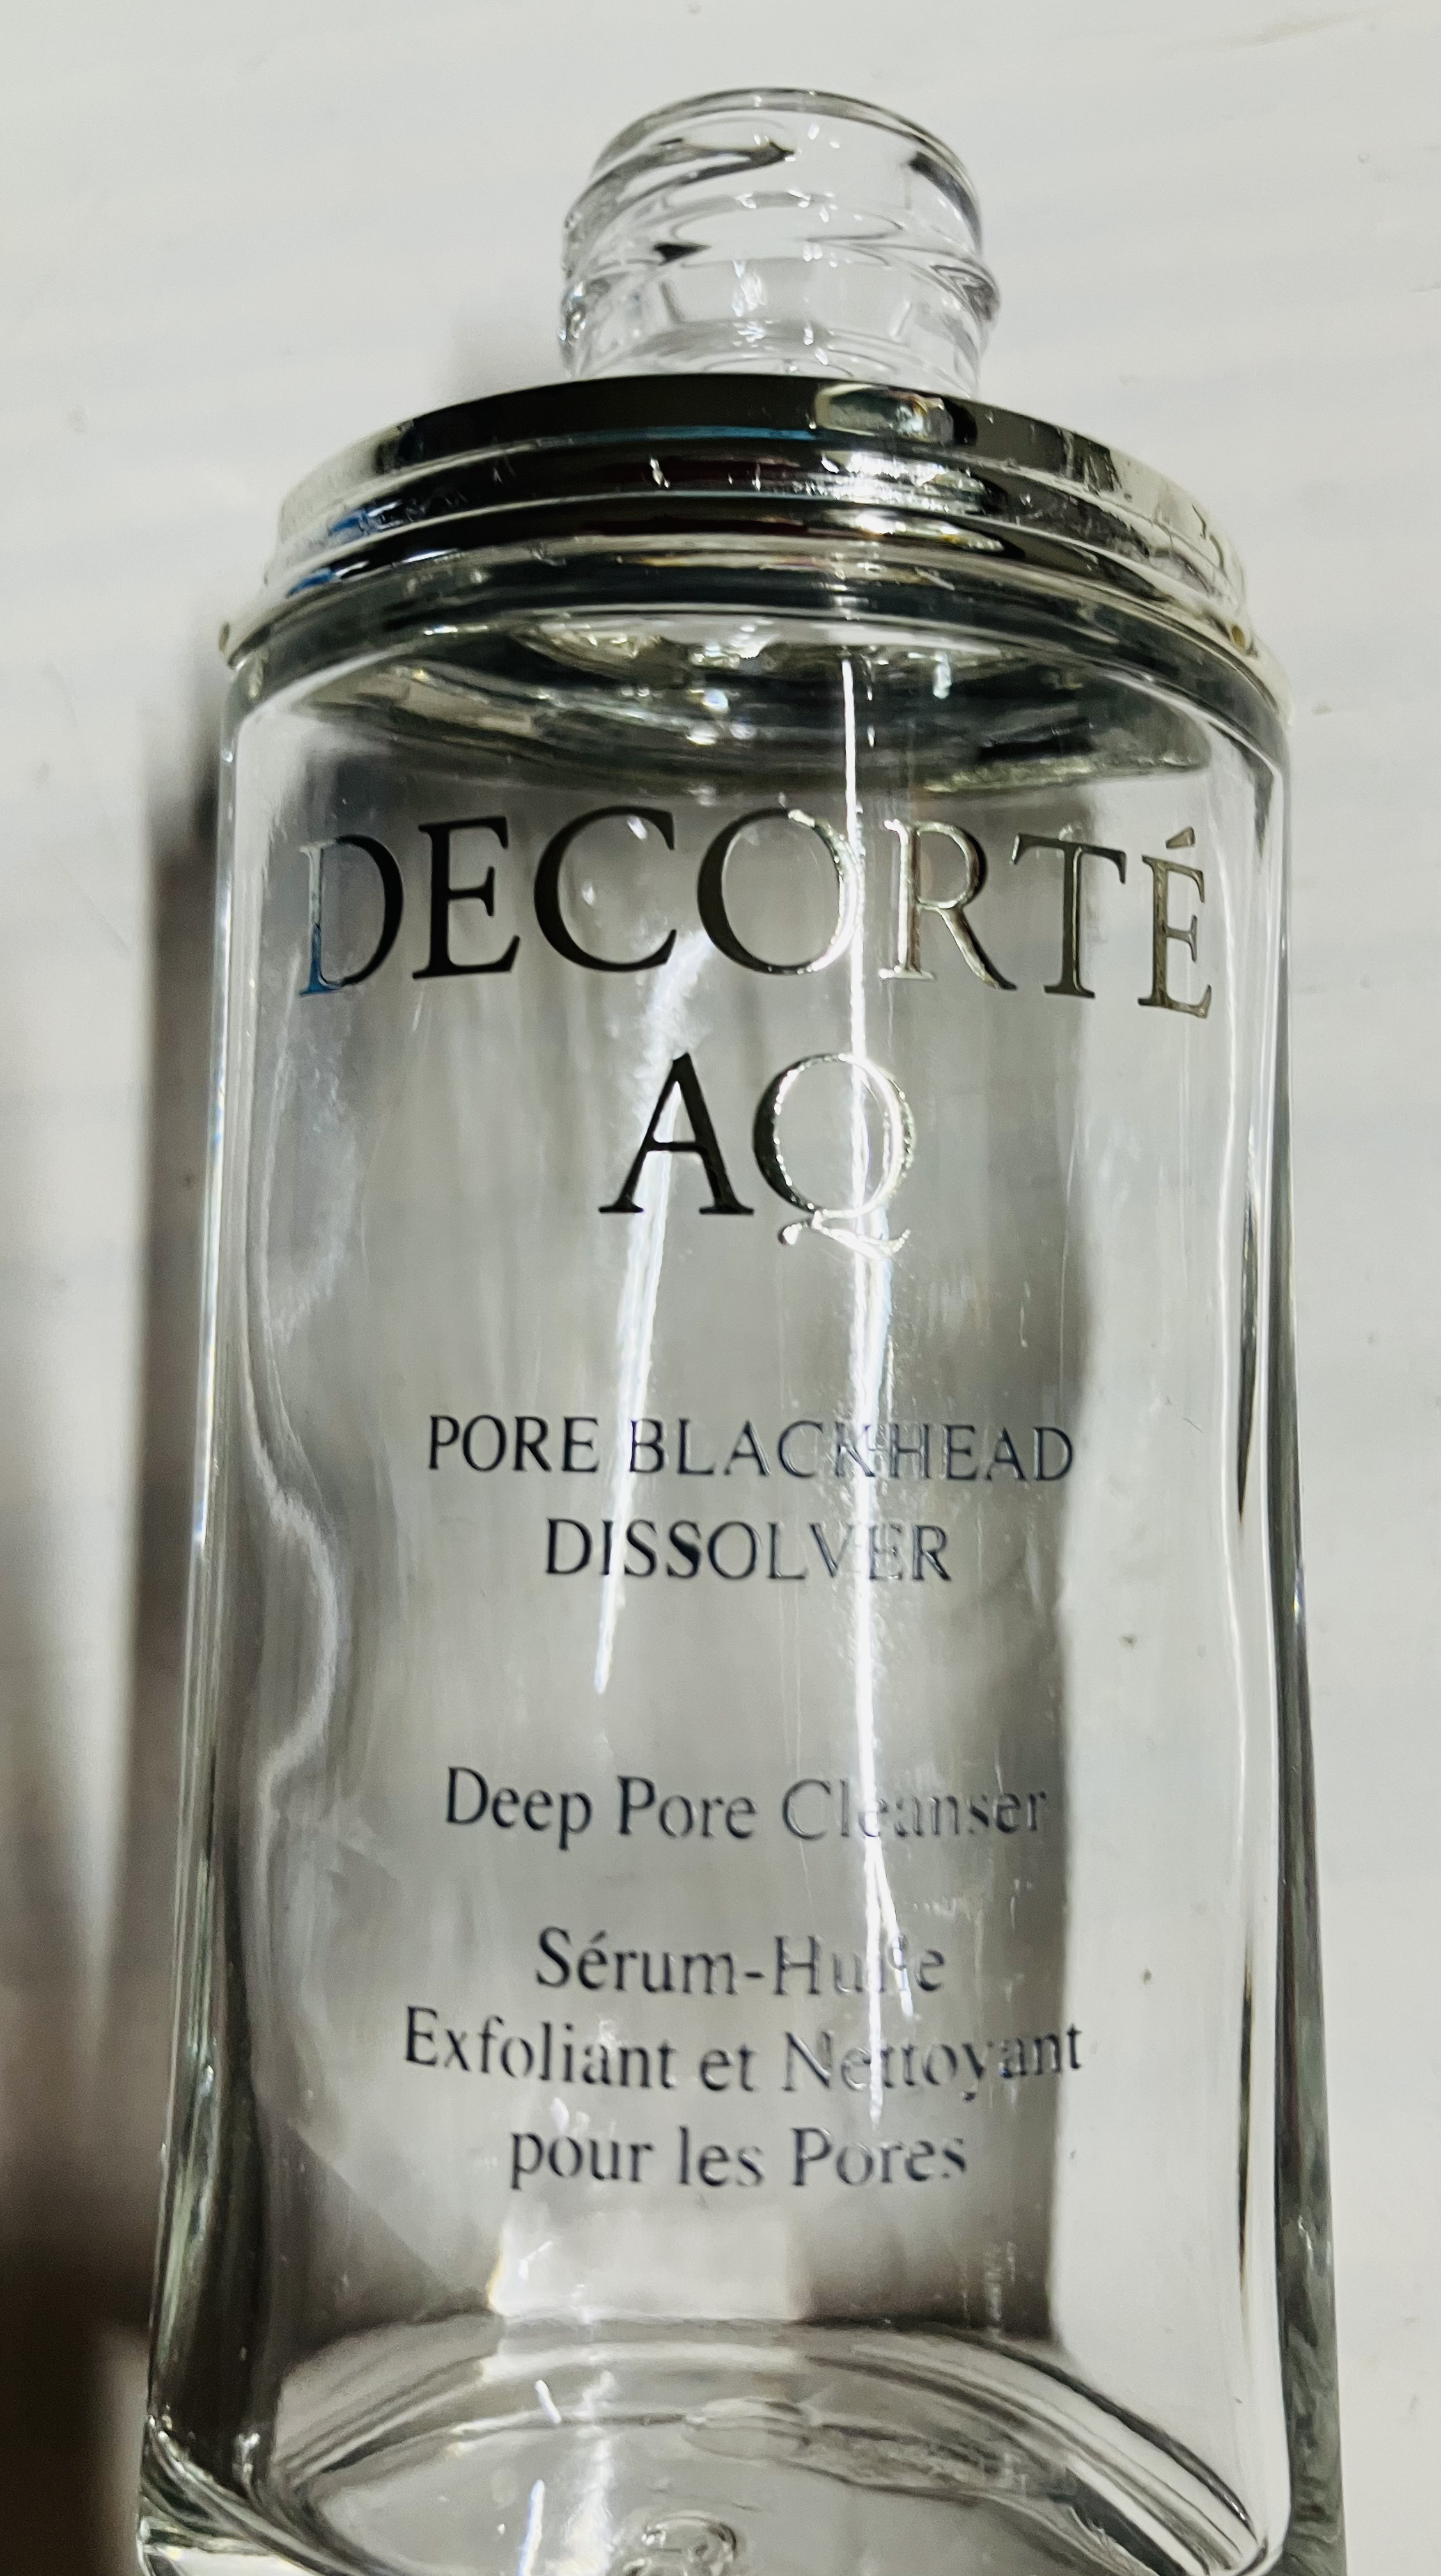 DECORTÉ
AQ
PORE BLACKHEAD
DISSOLVER
Deep Pore Cleanser
Sérum-Huile
Exfoliant et Nettoyant
pour les Pores